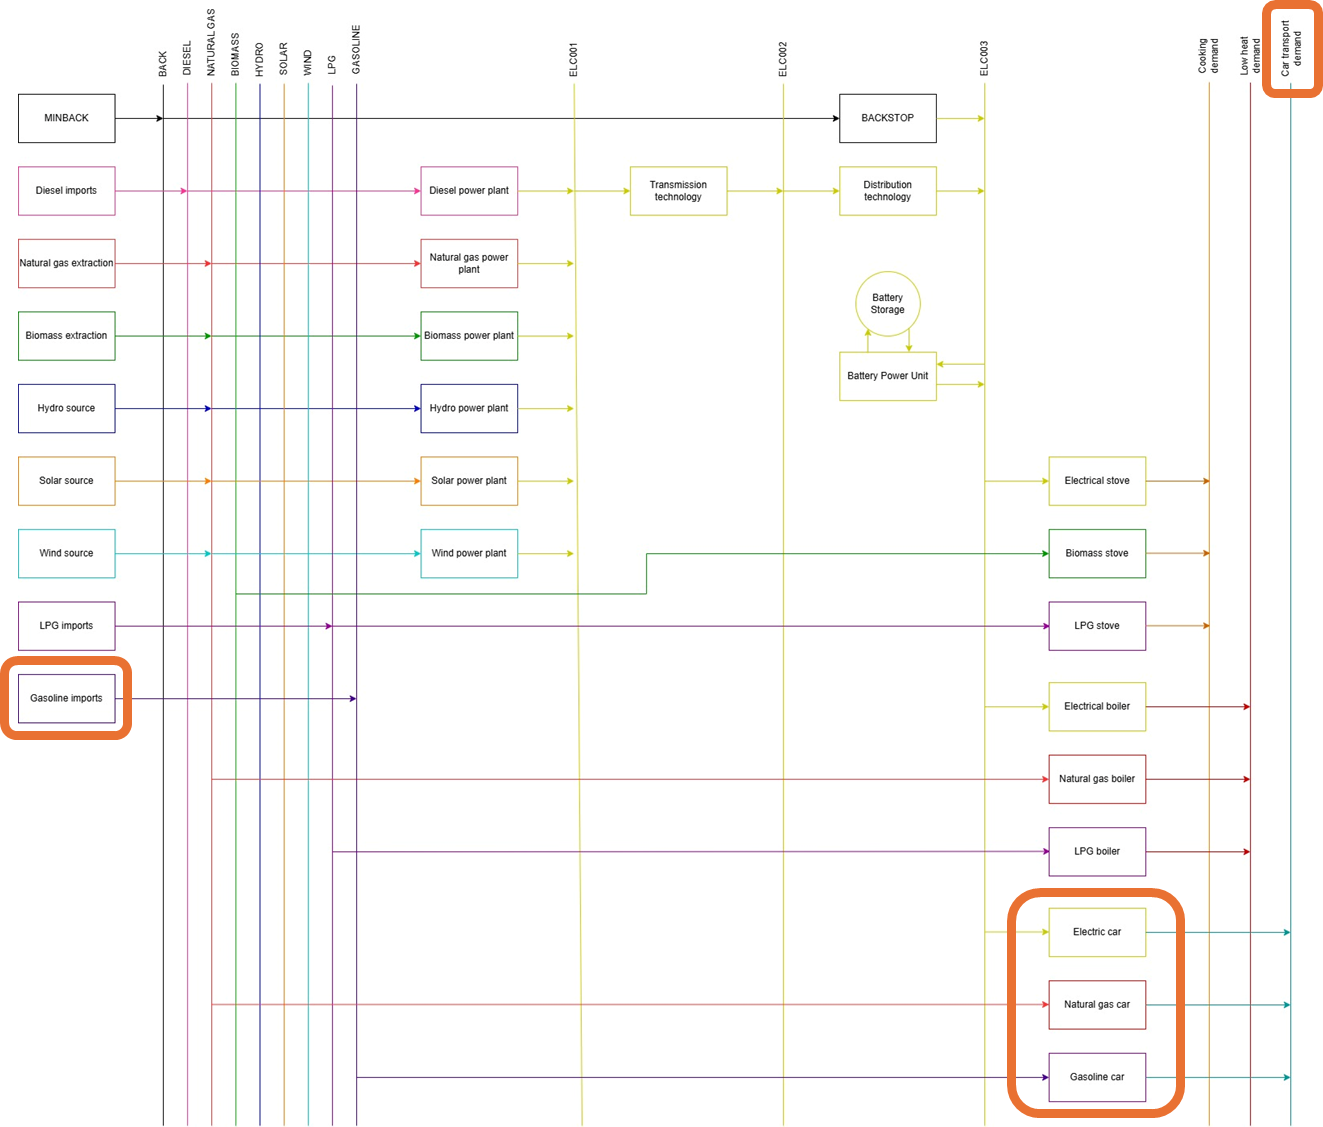 BACK
DIESEL
NATURAL GAS
BIOMASS
HYDRO
SOLAR
WIND
LPG
GASOLINE
ELC001
ELC002
ELC003
Cooking
demand
Low heat
demand
Car transport
demand
MINBACK
BACKSTOP
Diesel imports
Diesel power plant
Transmission
technology
Distribution
technology
Natural gas extraction
Natural gas power
plant
Battery
Storage
Biomass extraction
Biomass power plant
Battery Power Unit
Hydro source
Hydro power plant
Solar source
Solar power plant
Electrical stove
Wind source
Wind power plant
Biomass stove
LPG imports
LPG stove
Gasoline imports
Electrical boiler
Natural gas boiler
LPG boiler
Electric car
Natural gas car
Gasoline car